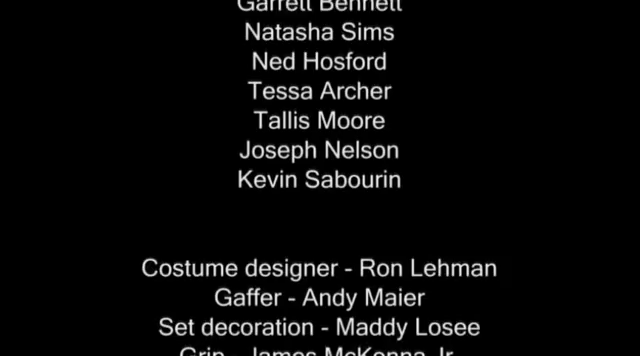 Garrett Bennett
Natasha Sims
Ned Hosford
Tessa Archer
Tallis Moore
Joseph Nelson
Kevin Sabourin
Costume designer - Ron Lehman
Gaffer - Andy Maier
Set decoration - Maddy Losee
Grip - James McKenna Jr